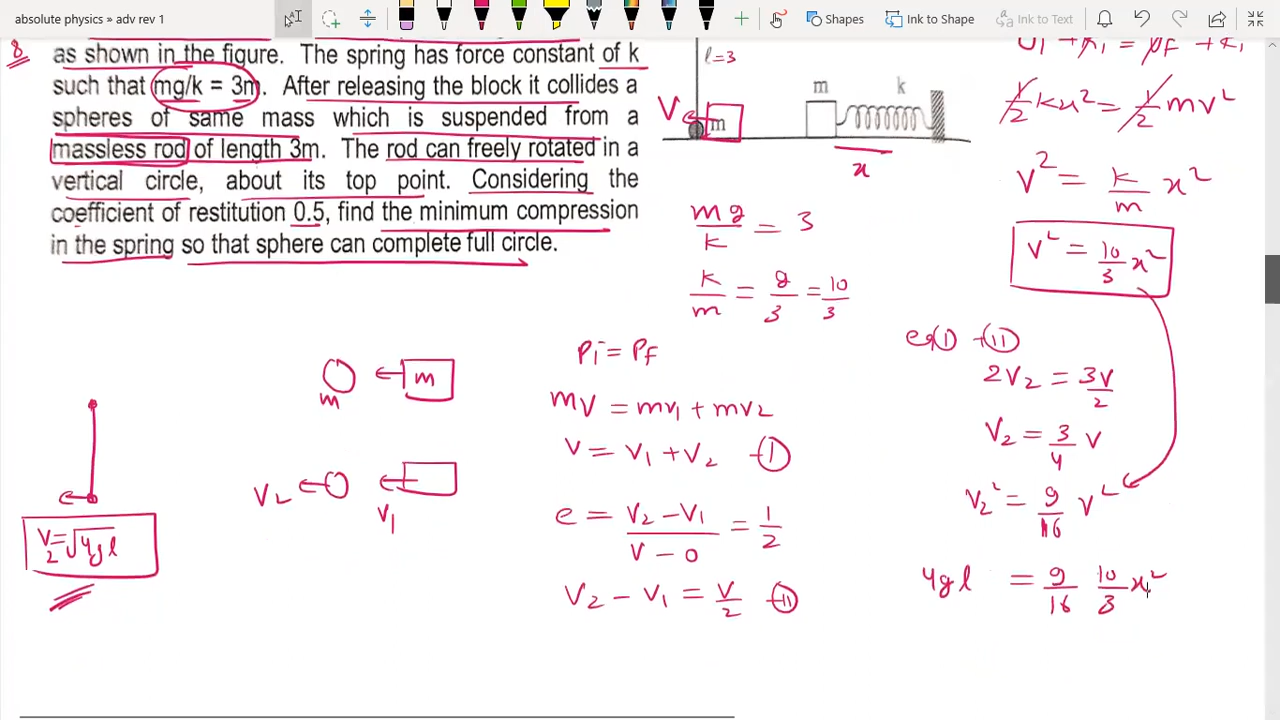 absolute physics » adv rev 1
Shapes
Ink to Shape
Ink to Text
8
as shown in the figure. The spring has force constant of k
such that mg/k = 3m. After releasing the block it collides a
spheres of same mass which is suspended from a
massless rod of length 3m. The rod can freely rotated in a
vertical circle, about its top point. Considering the
coefficient of restitution 0.5, find the minimum compression
in the spring so that sphere can complete full circle.
l=3
V
m
m
k
x
mg/k = 3
k/m = g/3 = 10/3
½kx² = ½mv²
v² = k/m x²
v² = 10/3 x²
m
m
v2
v1
v2 = √4gl
Pi = PF
mv = mv1 + mv2
v = v1 + v2 -①
e = v2-v1/v-0 = 1/2
v2 - v1 = v/2 -⑪
eq① +⑪
2v2 = 3v/2
v2 = 3/4 v
v2² = 9/16 v²
4gl = 9/16 10/3 x²